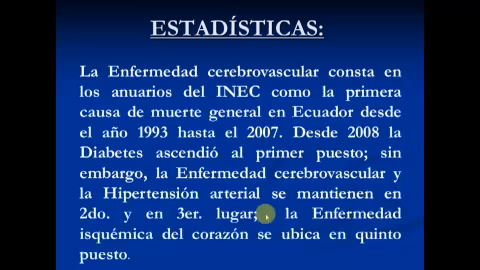 ESTADÍSTICAS:
La Enfermedad cerebrovascular consta en
los anuarios del INEC como la primera
causa de muerte general en Ecuador desde
el año 1993 hasta el 2007. Desde 2008 la
Diabetes ascendió al primer puesto; sin
embargo, la Enfermedad cerebrovascular y
la Hipertensión arterial se mantienen en
2do. y en 3er. lugar; , la Enfermedad
isquémica del corazón se ubica en quinto
puesto.